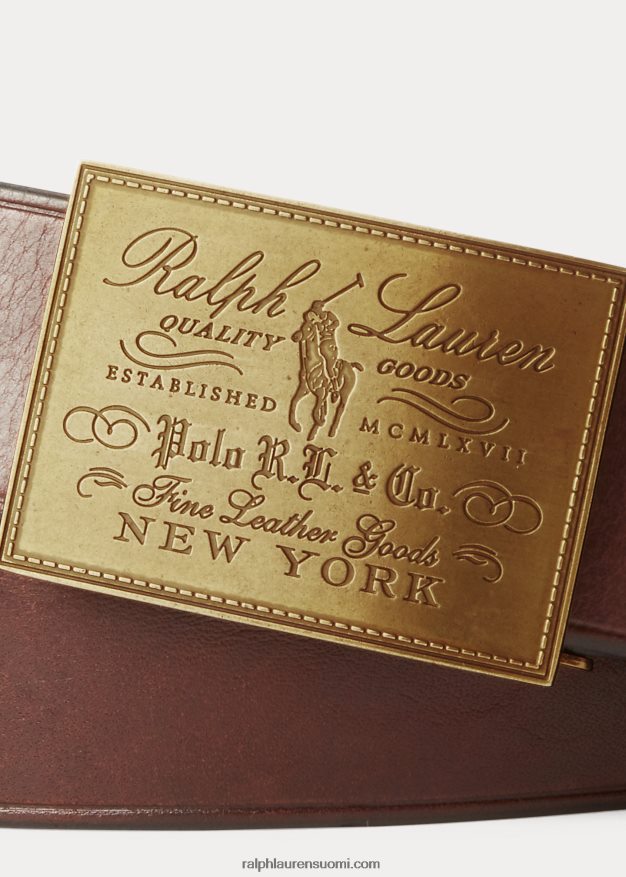 Ralph Lauren
QUALITY GOODS
ESTABLISHED MCMLXVII
Polo R.L. & Co.
Fine Leather Goods
NEW YORK
ralphlaurensuomi.com